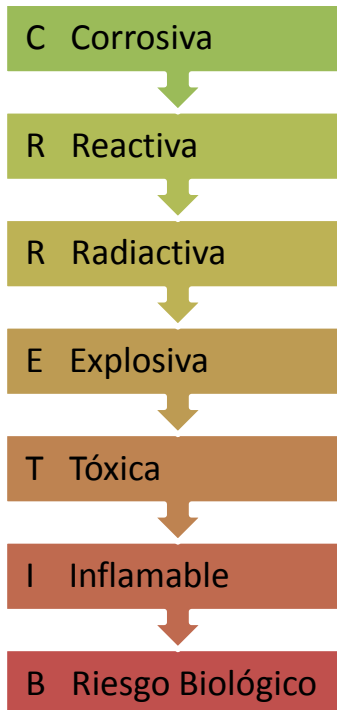 C Corrosiva
R Reactiva
R Radiactiva
E Explosiva
T Tóxica
I Inflamable
B Riesgo Biológico